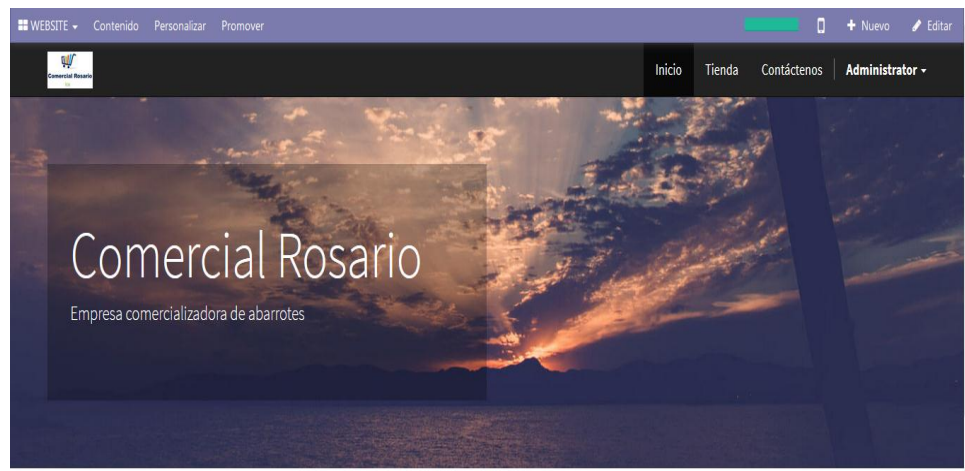 WEBSITE Contenido Personalizar Promover
Nuevo Editar
Comercial Rosario
Inicio Tienda Contáctenos Administrator
Comercial Rosario
Empresa comercializadora de abarrotes